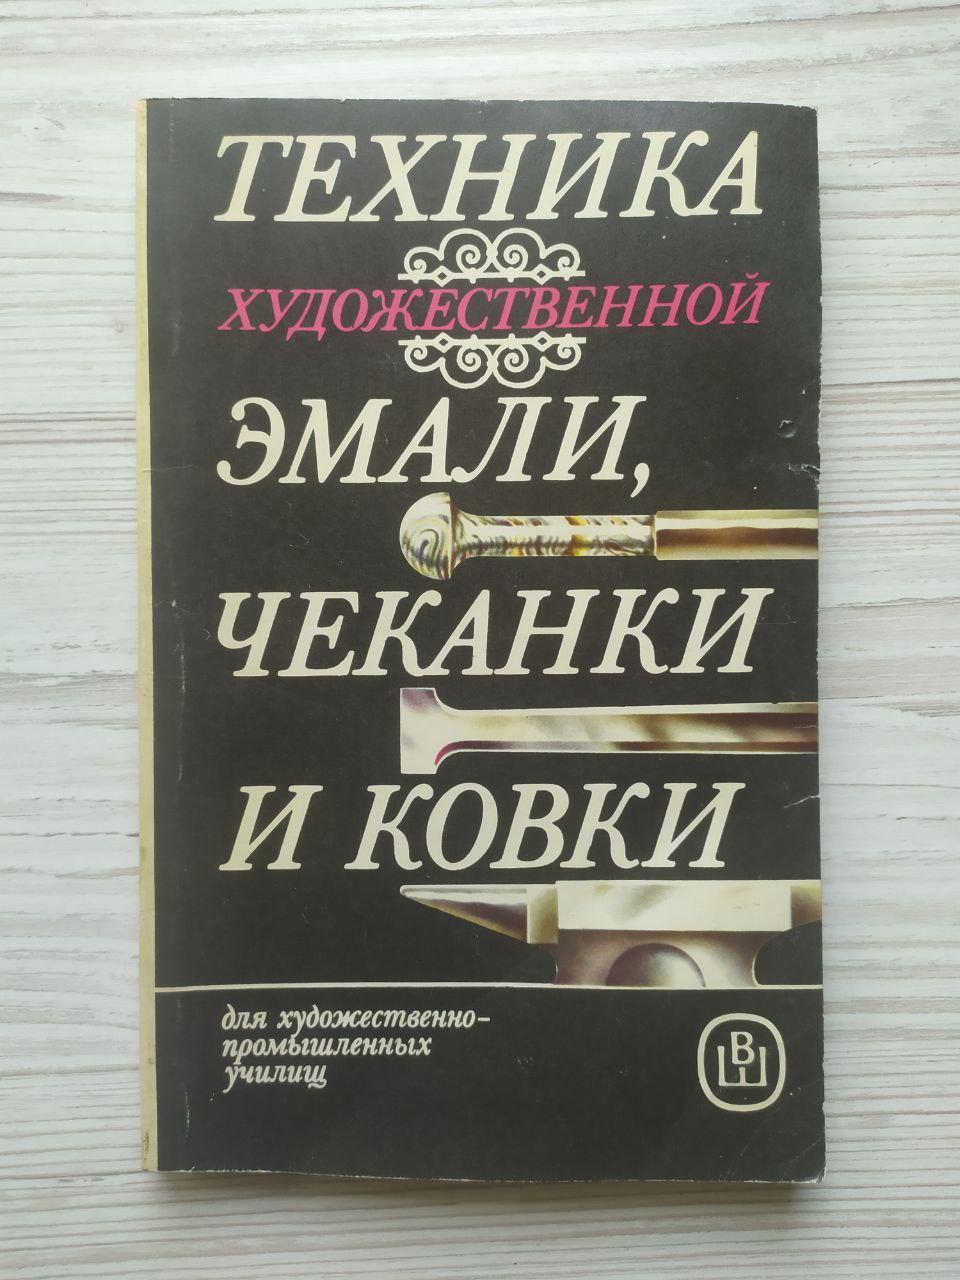 ТЕХНИКА
ХУДОЖЕСТВЕННОЙ
ЭМАЛИ,
ЧЕКАНКИ
И КОВКИ
для художественно-
промышленных
училищ
ВШ